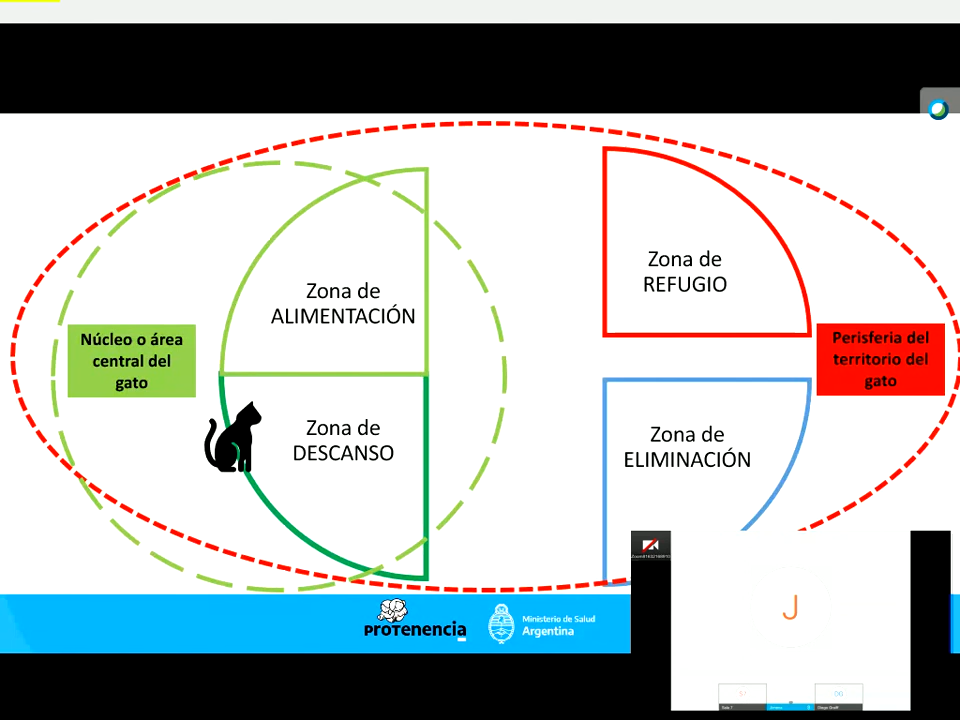 Zona de
REFUGIO
Zona de
ALIMENTACIÓN
Núcleo o área
central del
gato
Perisferia del
territorio del
gato
Zona de
DESCANSO
Zona de
ELIMINACIÓN
PROTENENCIA
Ministerio de Salud
Argentina
J